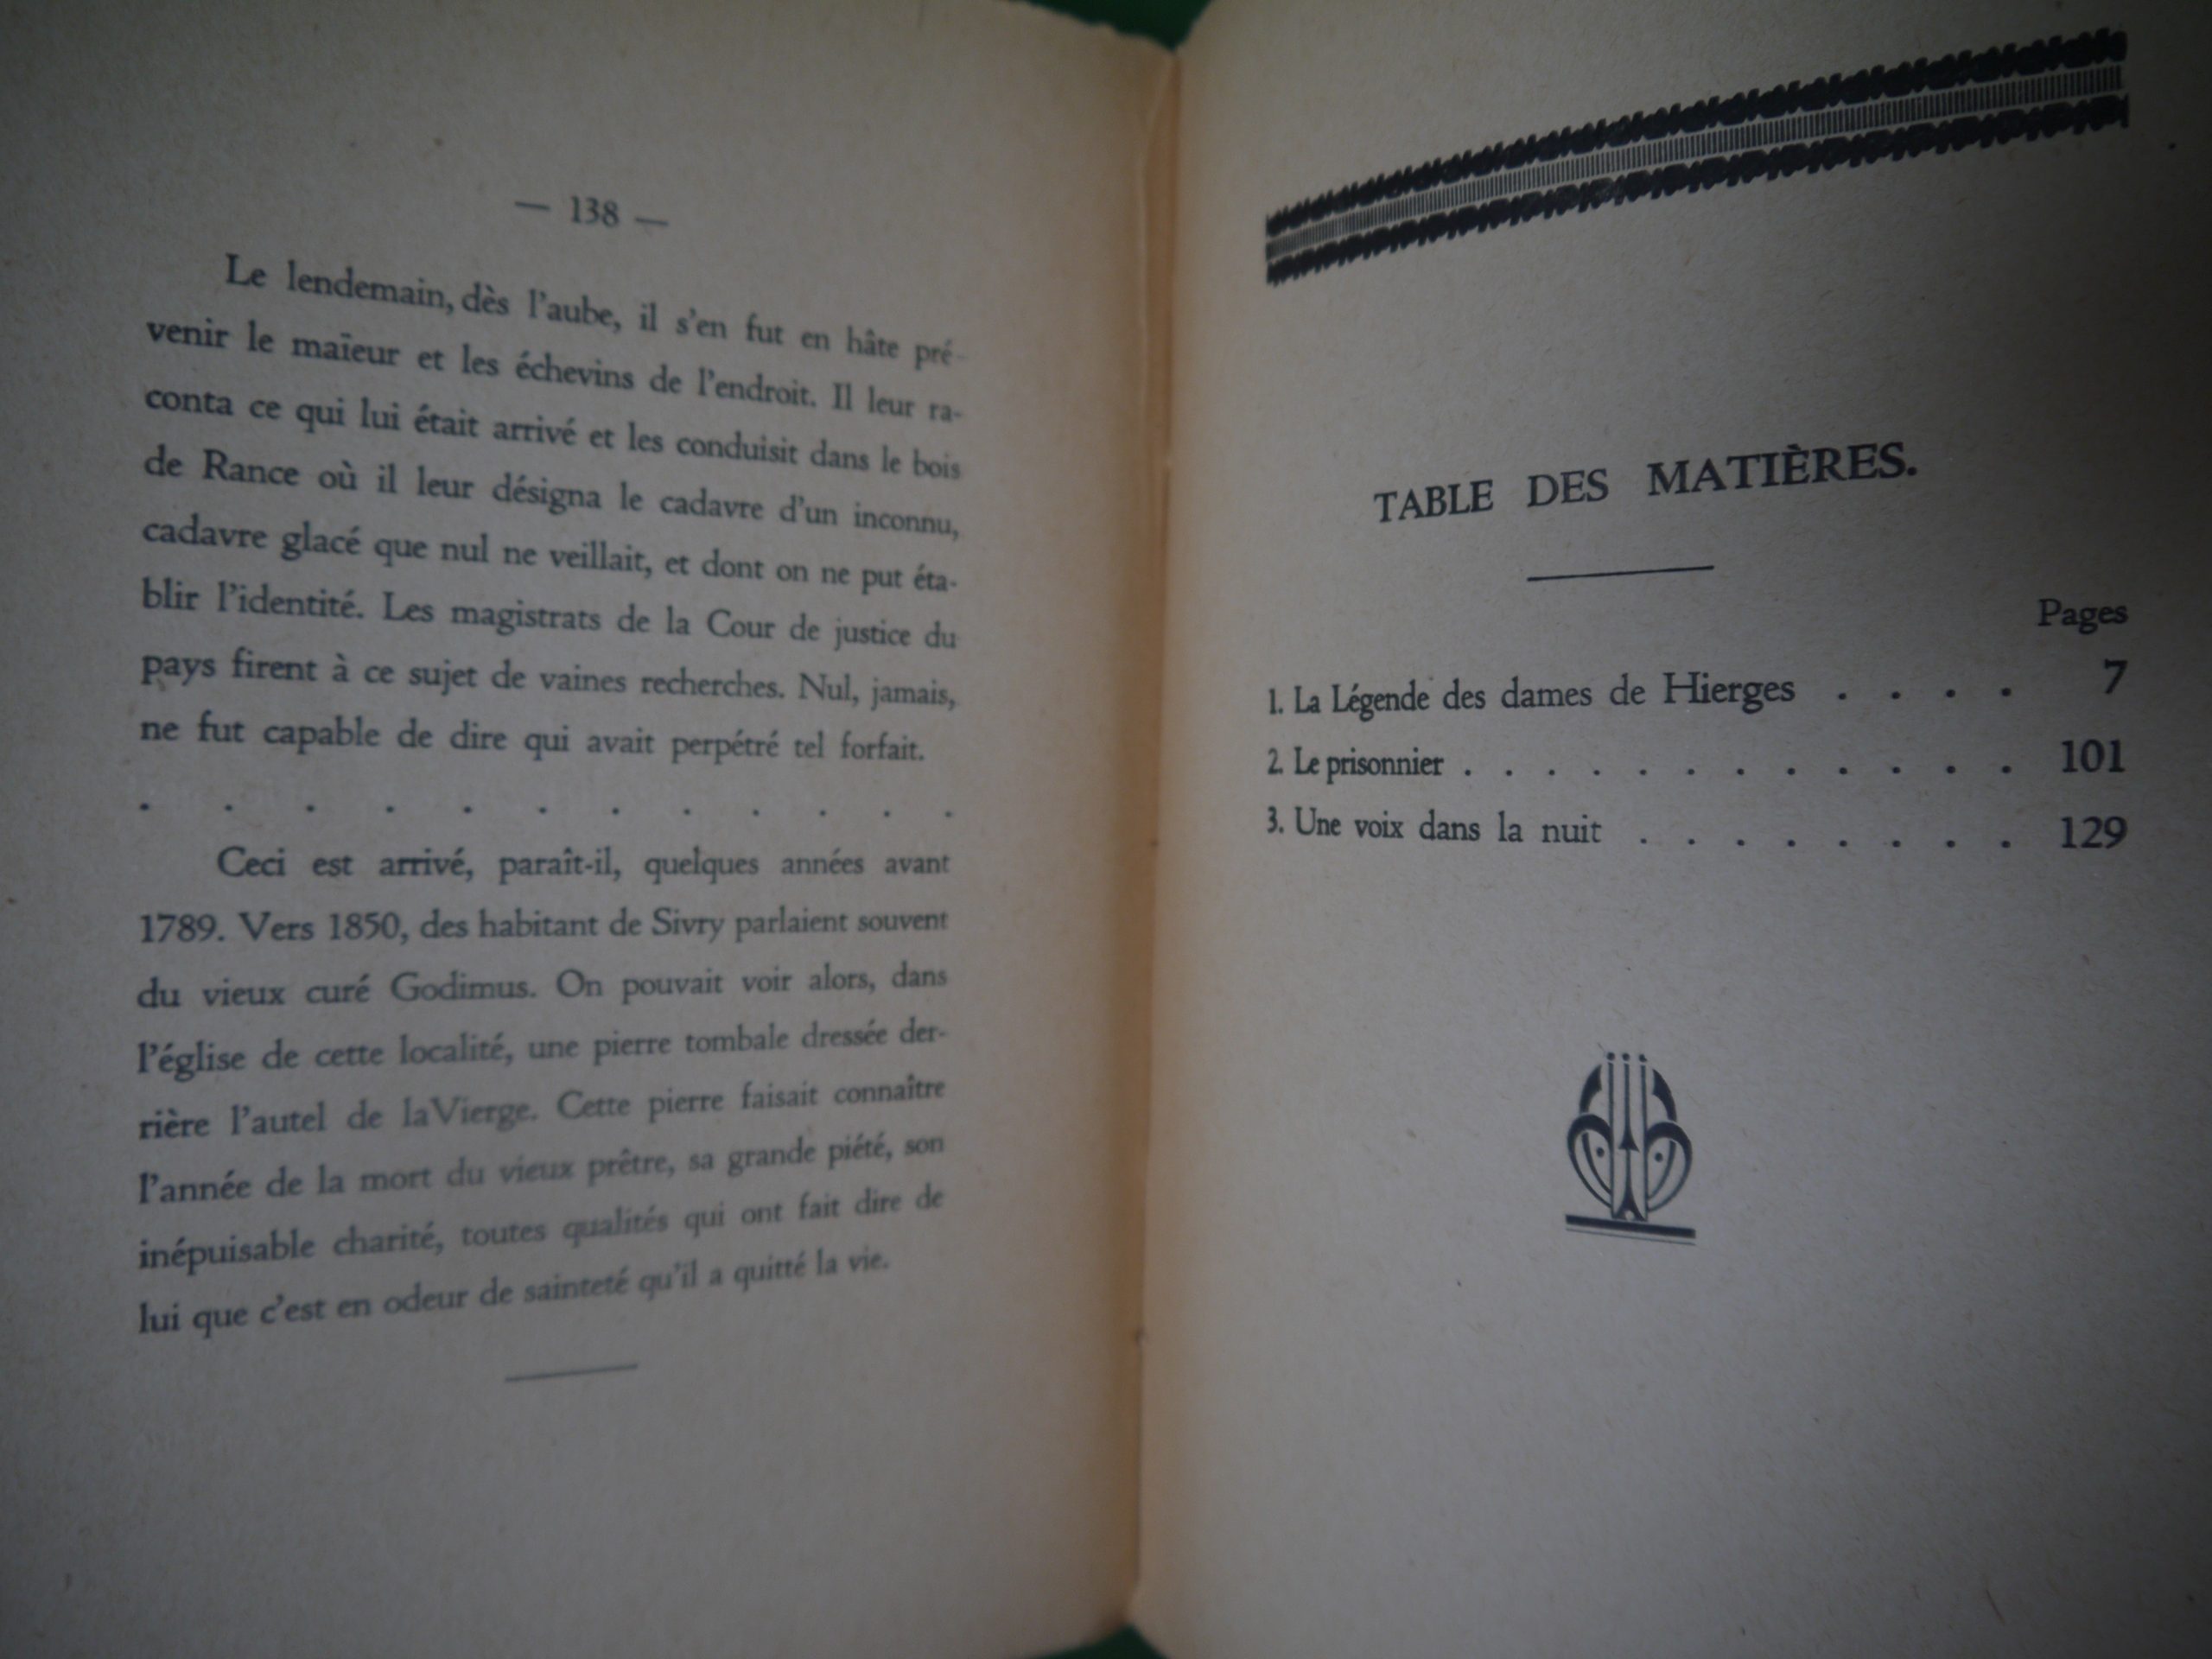 — 138 —
Le lendemain, dès l'aube, il s'en fut en hâte pré-
venir le maïeur et les échevins de l'endroit. Il leur ra-
conta ce qui lui était arrivé et les conduisit dans le bois
de Rance où il leur désigna le cadavre d'un inconnu,
cadavre glacé que nul ne veillait, et dont on ne put éta-
blir l'identité. Les magistrats de la Cour de justice du
pays firent à ce sujet de vaines recherches. Nul, jamais,
ne fut capable de dire qui avait perpétré tel forfait.
. . . . . . . . . . . .
Ceci est arrivé, paraît-il, quelques années avant
1789. Vers 1850, des habitant de Sivry parlaient souvent
du vieux curé Godimus. On pouvait voir alors, dans
l'église de cette localité, une pierre tombale dressée der-
rière l'autel de la Vierge. Cette pierre faisait connaître
l'année de la mort du vieux prêtre, sa grande piété, son
inépuisable charité, toutes qualités qui ont fait dire de
lui que c'est en odeur de sainteté qu'il a quitté la vie.
TABLE DES MATIÈRES.
Pages
1. La Légende des dames de Hierges . . . . 7
2. Le prisonnier . . . . . . . . . . . . 101
3. Une voix dans la nuit . . . . . . . . 129